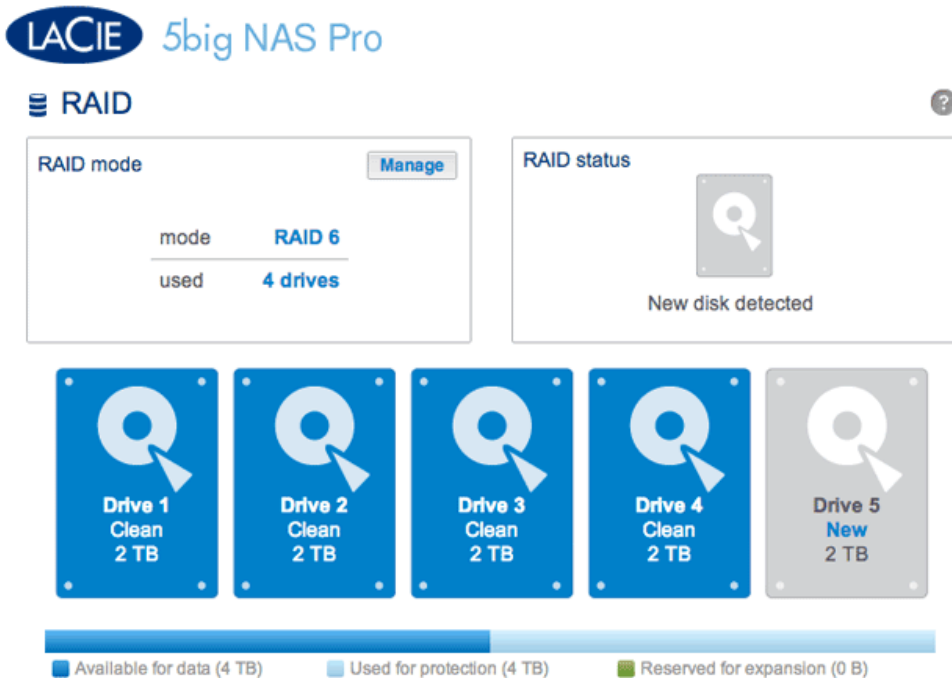 LACIE 5big NAS Pro
RAID
?
RAID mode
Manage
mode RAID 6
used 4 drives
RAID status
New disk detected
Drive 1
Clean
2 TB
Drive 2
Clean
2 TB
Drive 3
Clean
2 TB
Drive 4
Clean
2 TB
Drive 5
New
2 TB
Available for data (4 TB) Used for protection (4 TB) Reserved for expansion (0 B)